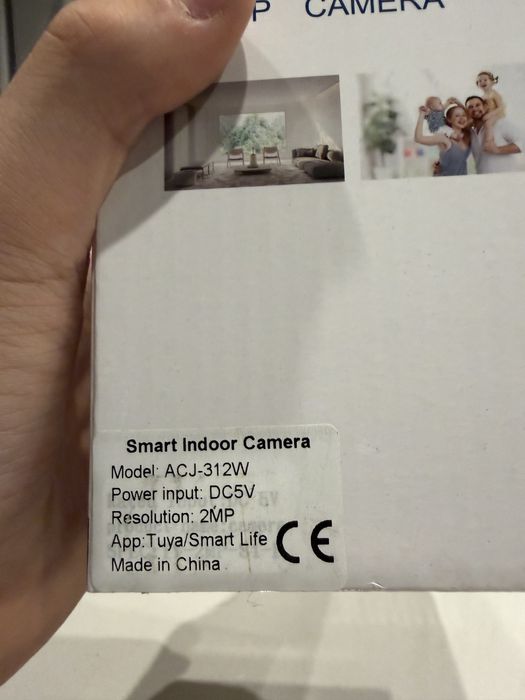 P CAMERA
Smart Indoor Camera
Model: ACJ-312W
Power input: DC5V
Resolution: 2MP
App:Tuya/Smart Life
Made in China
CE